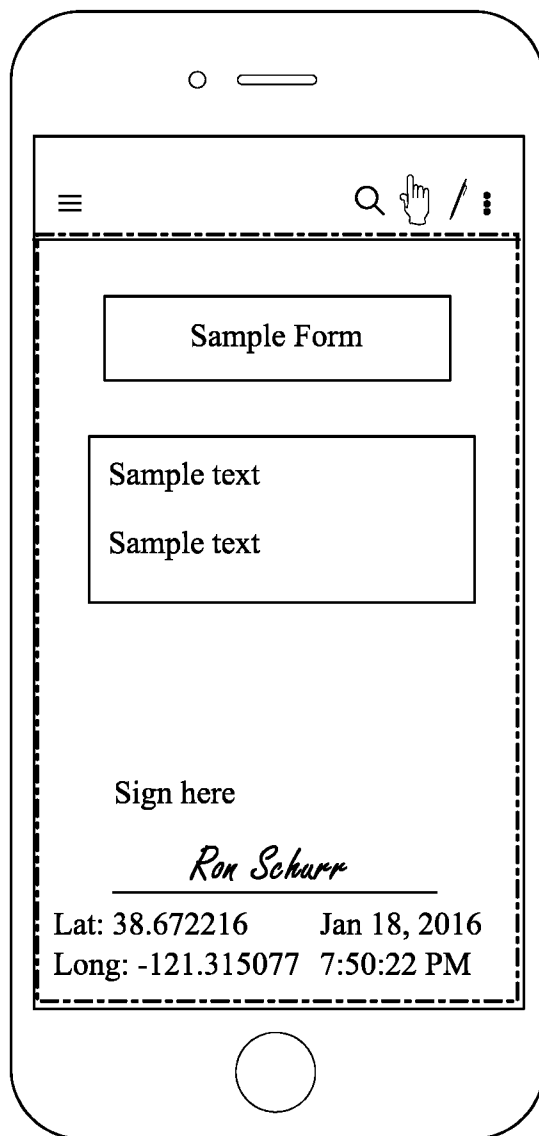 Sample Form
Sample text
Sample text
Sign here
Ron Schurr
Lat: 38.672216 Jan 18, 2016
Long: -121.315077 7:50:22 PM